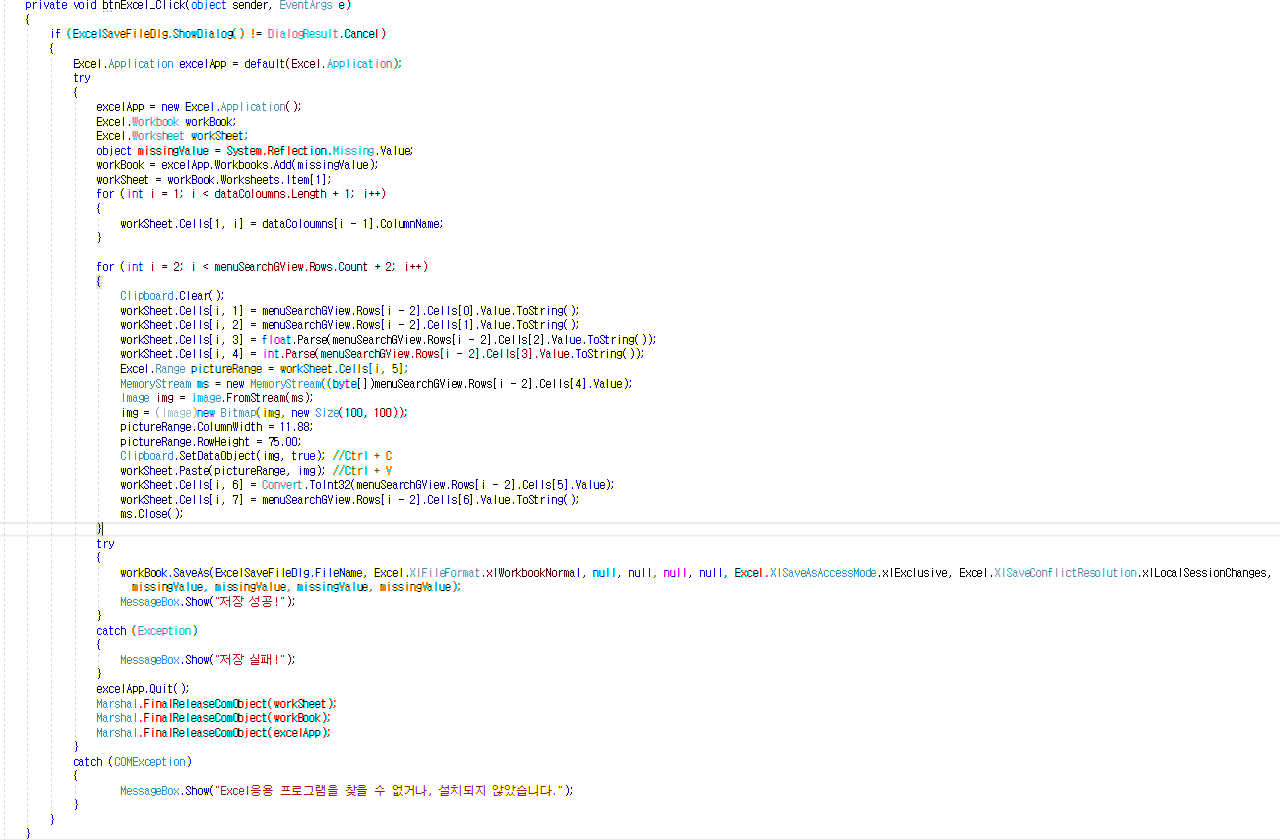 private void btnExcel_Click(object sender, EventArgs e)
{
if (ExcelSaveFileDlg.ShowDialog() != DialogResult.Cancel)
{
Excel.Application excelApp = default(Excel.Application);
try
{
excelApp = new Excel.Application();
Excel.Workbook workBook;
Excel.Worksheet workSheet;
object missingValue = System.Reflection.Missing.Value;
workBook = excelApp.Workbooks.Add(missingValue);
workSheet = workBook.Worksheets.Item[1];
for (int i = 1; i < dataColoumns.Length + 1; i++)
{
workSheet.Cells[1, i] = dataColoumns[i - 1].ColumnName;
}
for (int i = 2; i < menuSearchGView.Rows.Count + 2; i++)
{
Clipboard.Clear();
workSheet.Cells[i, 1] = menuSearchGView.Rows[i - 2].Cells[0].Value.ToString();
workSheet.Cells[i, 2] = menuSearchGView.Rows[i - 2].Cells[1].Value.ToString();
workSheet.Cells[i, 3] = float.Parse(menuSearchGView.Rows[i - 2].Cells[2].Value.ToString());
workSheet.Cells[i, 4] = int.Parse(menuSearchGView.Rows[i - 2].Cells[3].Value.ToString());
Excel.Range pictureRange = workSheet.Cells[i, 5];
MemoryStream ms = new MemoryStream((byte[])menuSearchGView.Rows[i - 2].Cells[4].Value);
Image img = Image.FromStream(ms);
img = (Image)new Bitmap(img, new Size(100, 100));
pictureRange.ColumnWidth = 11.88;
pictureRange.RowHeight = 75.00;
Clipboard.SetDataObject(img, true); //Ctrl + C
workSheet.Paste(pictureRange, img); //Ctrl + V
workSheet.Cells[i, 6] = Convert.ToInt32(menuSearchGView.Rows[i - 2].Cells[5].Value);
workSheet.Cells[i, 7] = menuSearchGView.Rows[i - 2].Cells[6].Value.ToString();
ms.Close();
}
try
{
workBook.SaveAs(ExcelSaveFileDlg.FileName, Excel.XlFileFormat.xlWorkbookNormal, null, null, null, null, Excel.XlSaveAsAccessMode.xlExclusive, Excel.XlSaveConflictResolution.xlLocalSessionChanges,
missingValue, missingValue, missingValue, missingValue);
MessageBox.Show("저장 성공!");
}
catch (Exception)
{
MessageBox.Show("저장 실패!");
}
excelApp.Quit();
Marshal.FinalReleaseComObject(workSheet);
Marshal.FinalReleaseComObject(workBook);
Marshal.FinalReleaseComObject(excelApp);
}
catch (COMException)
{
MessageBox.Show("Excel응용 프로그램을 찾을 수 없거나, 설치되지 않았습니다.");
}
}
}